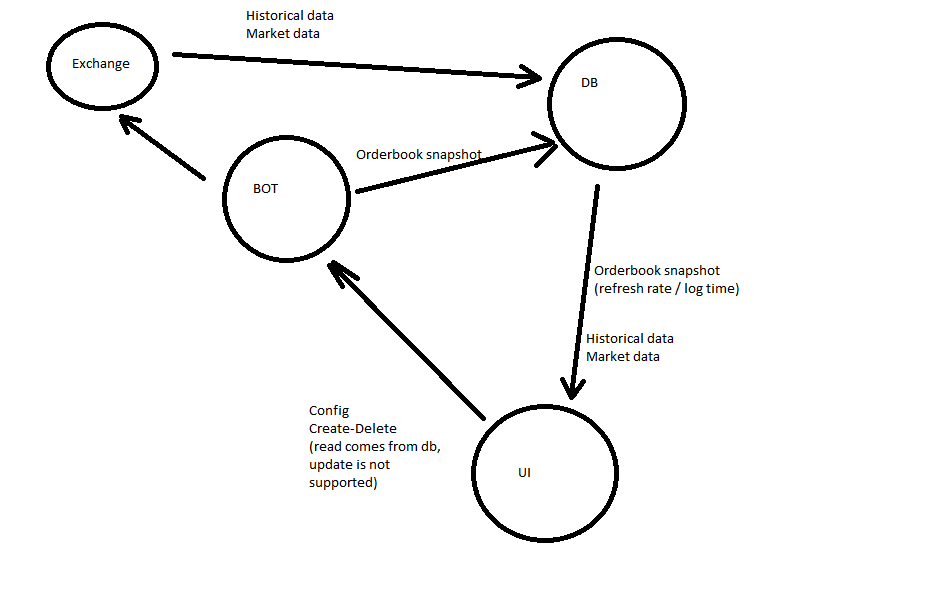 Historical data
Market data
Exchange
DB
Orderbook snapshot
BOT
Orderbook snapshot
(refresh rate / log time)
Historical data
Market data
Config
Create-Delete
(read comes from db,
update is not
supported)
UI